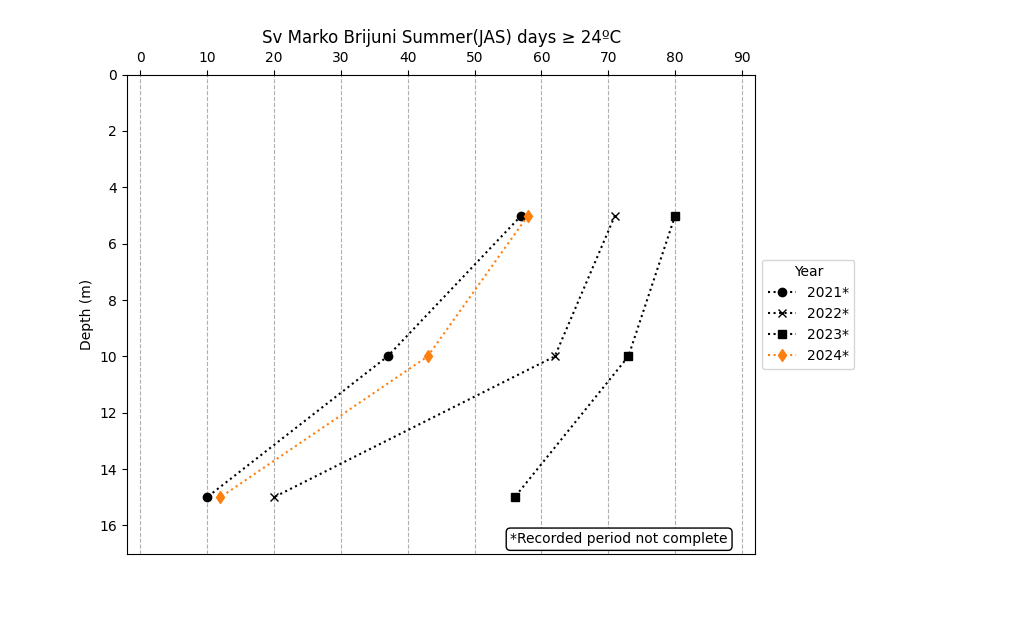 Sv Marko Brijuni Summer(JAS) days ≥ 24ºC
0 10 20 30 40 50 60 70 80 90
0
2
4
6
8
10
12
14
16
Depth (m)
Year
2021*
2022*
2023*
2024*
*Recorded period not complete